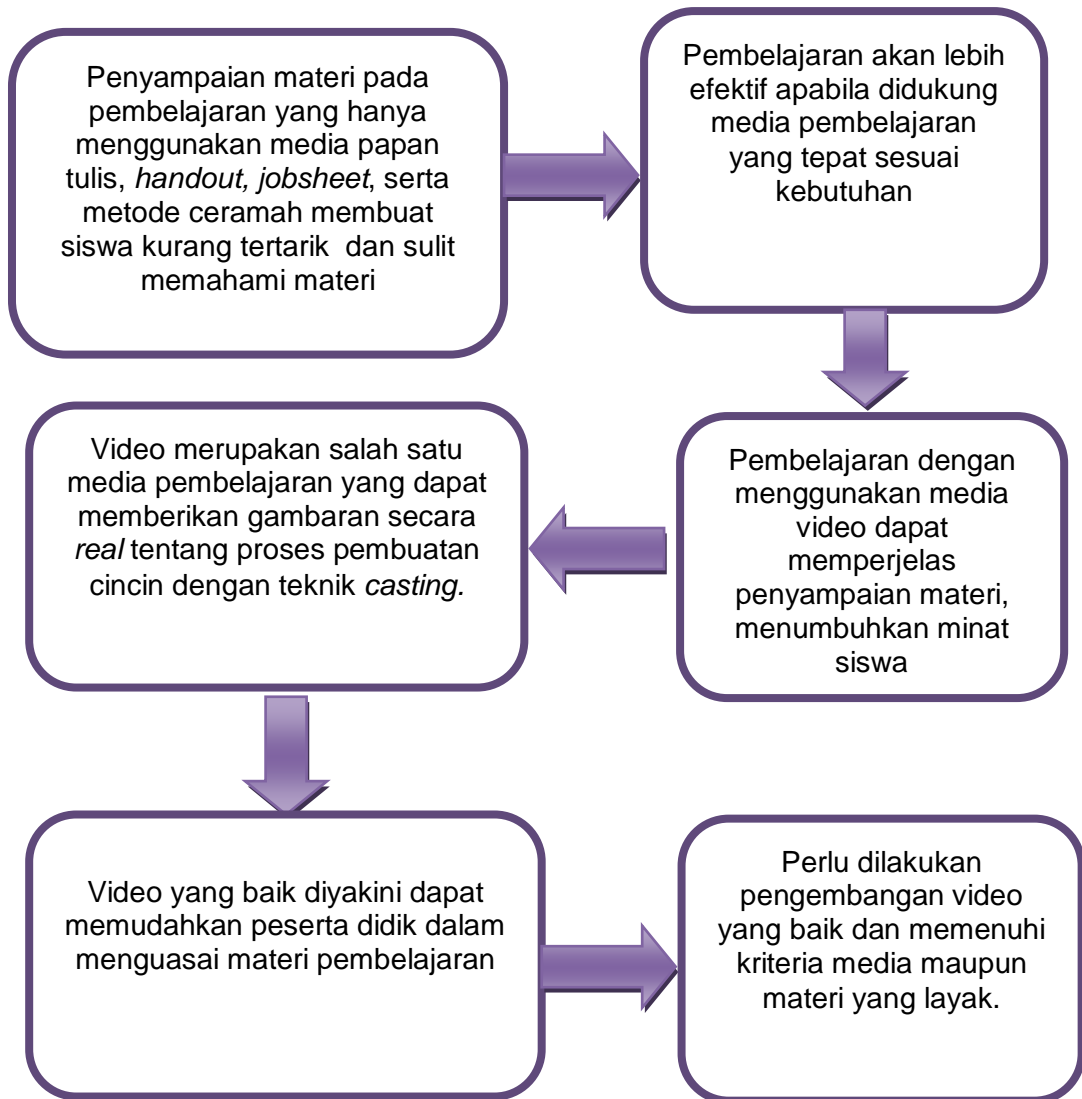 Penyampaian materi pada
pembelajaran yang hanya
menggunakan media papan
tulis, handout, jobsheet, serta
metode ceramah membuat
siswa kurang tertarik dan sulit
memahami materi
Pembelajaran akan lebih
efektif apabila didukung
media pembelajaran
yang tepat sesuai
kebutuhan
Pembelajaran dengan
menggunakan media
video dapat
memperjelas
penyampaian materi,
menumbuhkan minat
siswa
Video merupakan salah satu
media pembelajaran yang dapat
memberikan gambaran secara
real tentang proses pembuatan
cincin dengan teknik casting.
Video yang baik diyakini dapat
memudahkan peserta didik dalam
menguasai materi pembelajaran
Perlu dilakukan
pengembangan video
yang baik dan memenuhi
kriteria media maupun
materi yang layak.